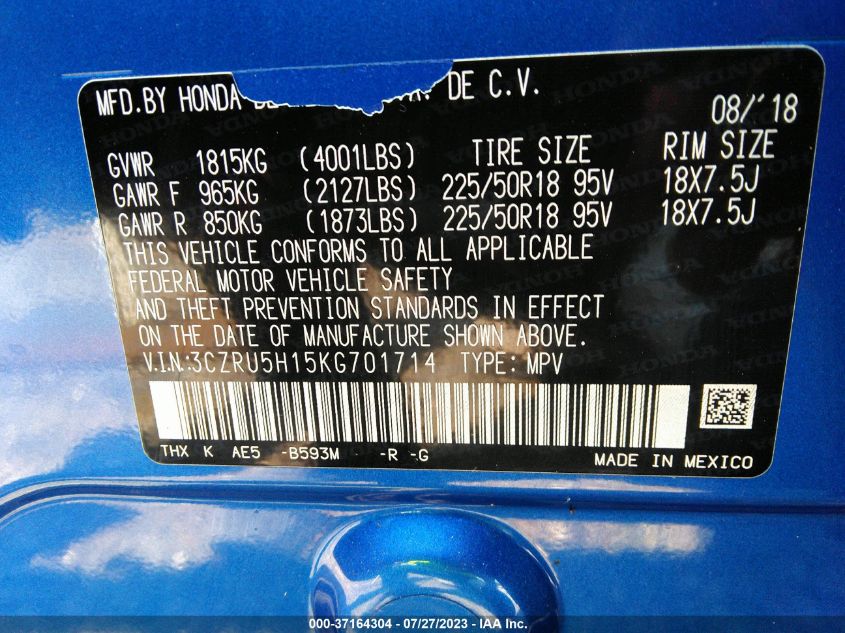 MFD.BY HONDA DE C.V.
08/'18
GVWR 1815KG (4001LBS) TIRE SIZE RIM SIZE
GAWR F 965KG (2127LBS) 225/50R18 95V 18X7.5J
GAWR R 850KG (1873LBS) 225/50R18 95V 18X7.5J
THIS VEHICLE CONFORMS TO ALL APPLICABLE
FEDERAL MOTOR VEHICLE SAFETY
AND THEFT PREVENTION STANDARDS IN EFFECT
ON THE DATE OF MANUFACTURE SHOWN ABOVE.
V.I.N:3CZRU5H15KG701714 TYPE: MPV
THX K AE5 -B593M -R -G
MADE IN MEXICO
000-37164304 - 07/27/2023 - IAA Inc.